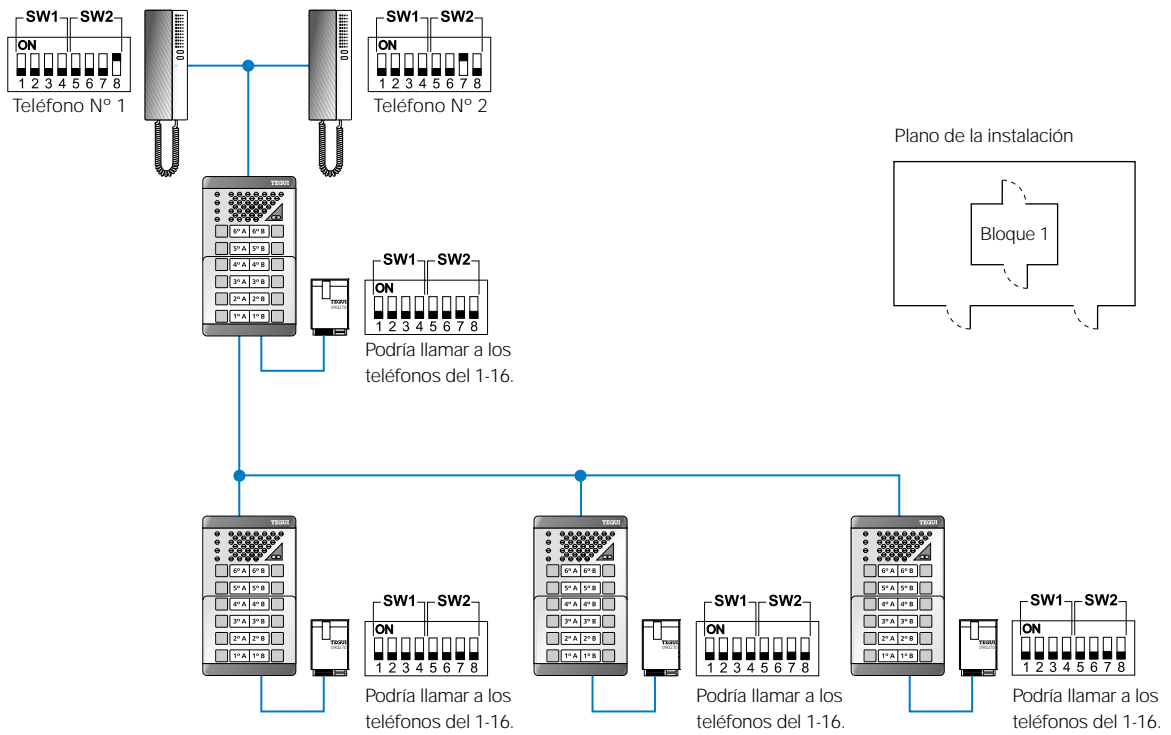 SW1 SW2
ON
1 2 3 4 5 6 7 8
Teléfono Nº 1
SW1 SW2
ON
1 2 3 4 5 6 7 8
Teléfono Nº 2
Plano de la instalación
Bloque 1
TEGUI
6º A 6º B
5º A 5º B
4º A 4º B
3º A 3º B
2º A 2º B
1º A 1º B
TEGUI
090270
SW1 SW2
ON
1 2 3 4 5 6 7 8
Podría llamar a los
teléfonos del 1-16.
TEGUI
6º A 6º B
5º A 5º B
4º A 4º B
3º A 3º B
2º A 2º B
1º A 1º B
TEGUI
090270
SW1 SW2
ON
1 2 3 4 5 6 7 8
Podría llamar a los
teléfonos del 1-16.
TEGUI
6º A 6º B
5º A 5º B
4º A 4º B
3º A 3º B
2º A 2º B
1º A 1º B
TEGUI
090270
SW1 SW2
ON
1 2 3 4 5 6 7 8
Podría llamar a los
teléfonos del 1-16.
TEGUI
6º A 6º B
5º A 5º B
4º A 4º B
3º A 3º B
2º A 2º B
1º A 1º B
TEGUI
090270
SW1 SW2
ON
1 2 3 4 5 6 7 8
Podría llamar a los
teléfonos del 1-16.